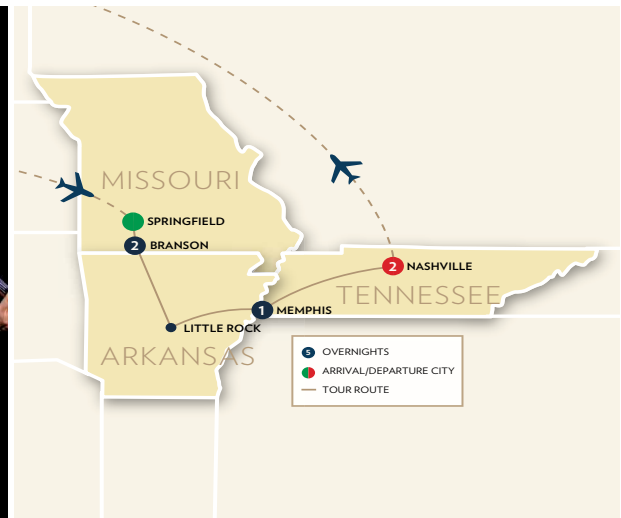 MISSOURI
SPRINGFIELD
2 BRANSON
2 NASHVILLE
TENNESSEE
1 MEMPHIS
LITTLE ROCK
ARKANSAS
5 OVERNIGHTS
ARRIVAL/DEPARTURE CITY
TOUR ROUTE